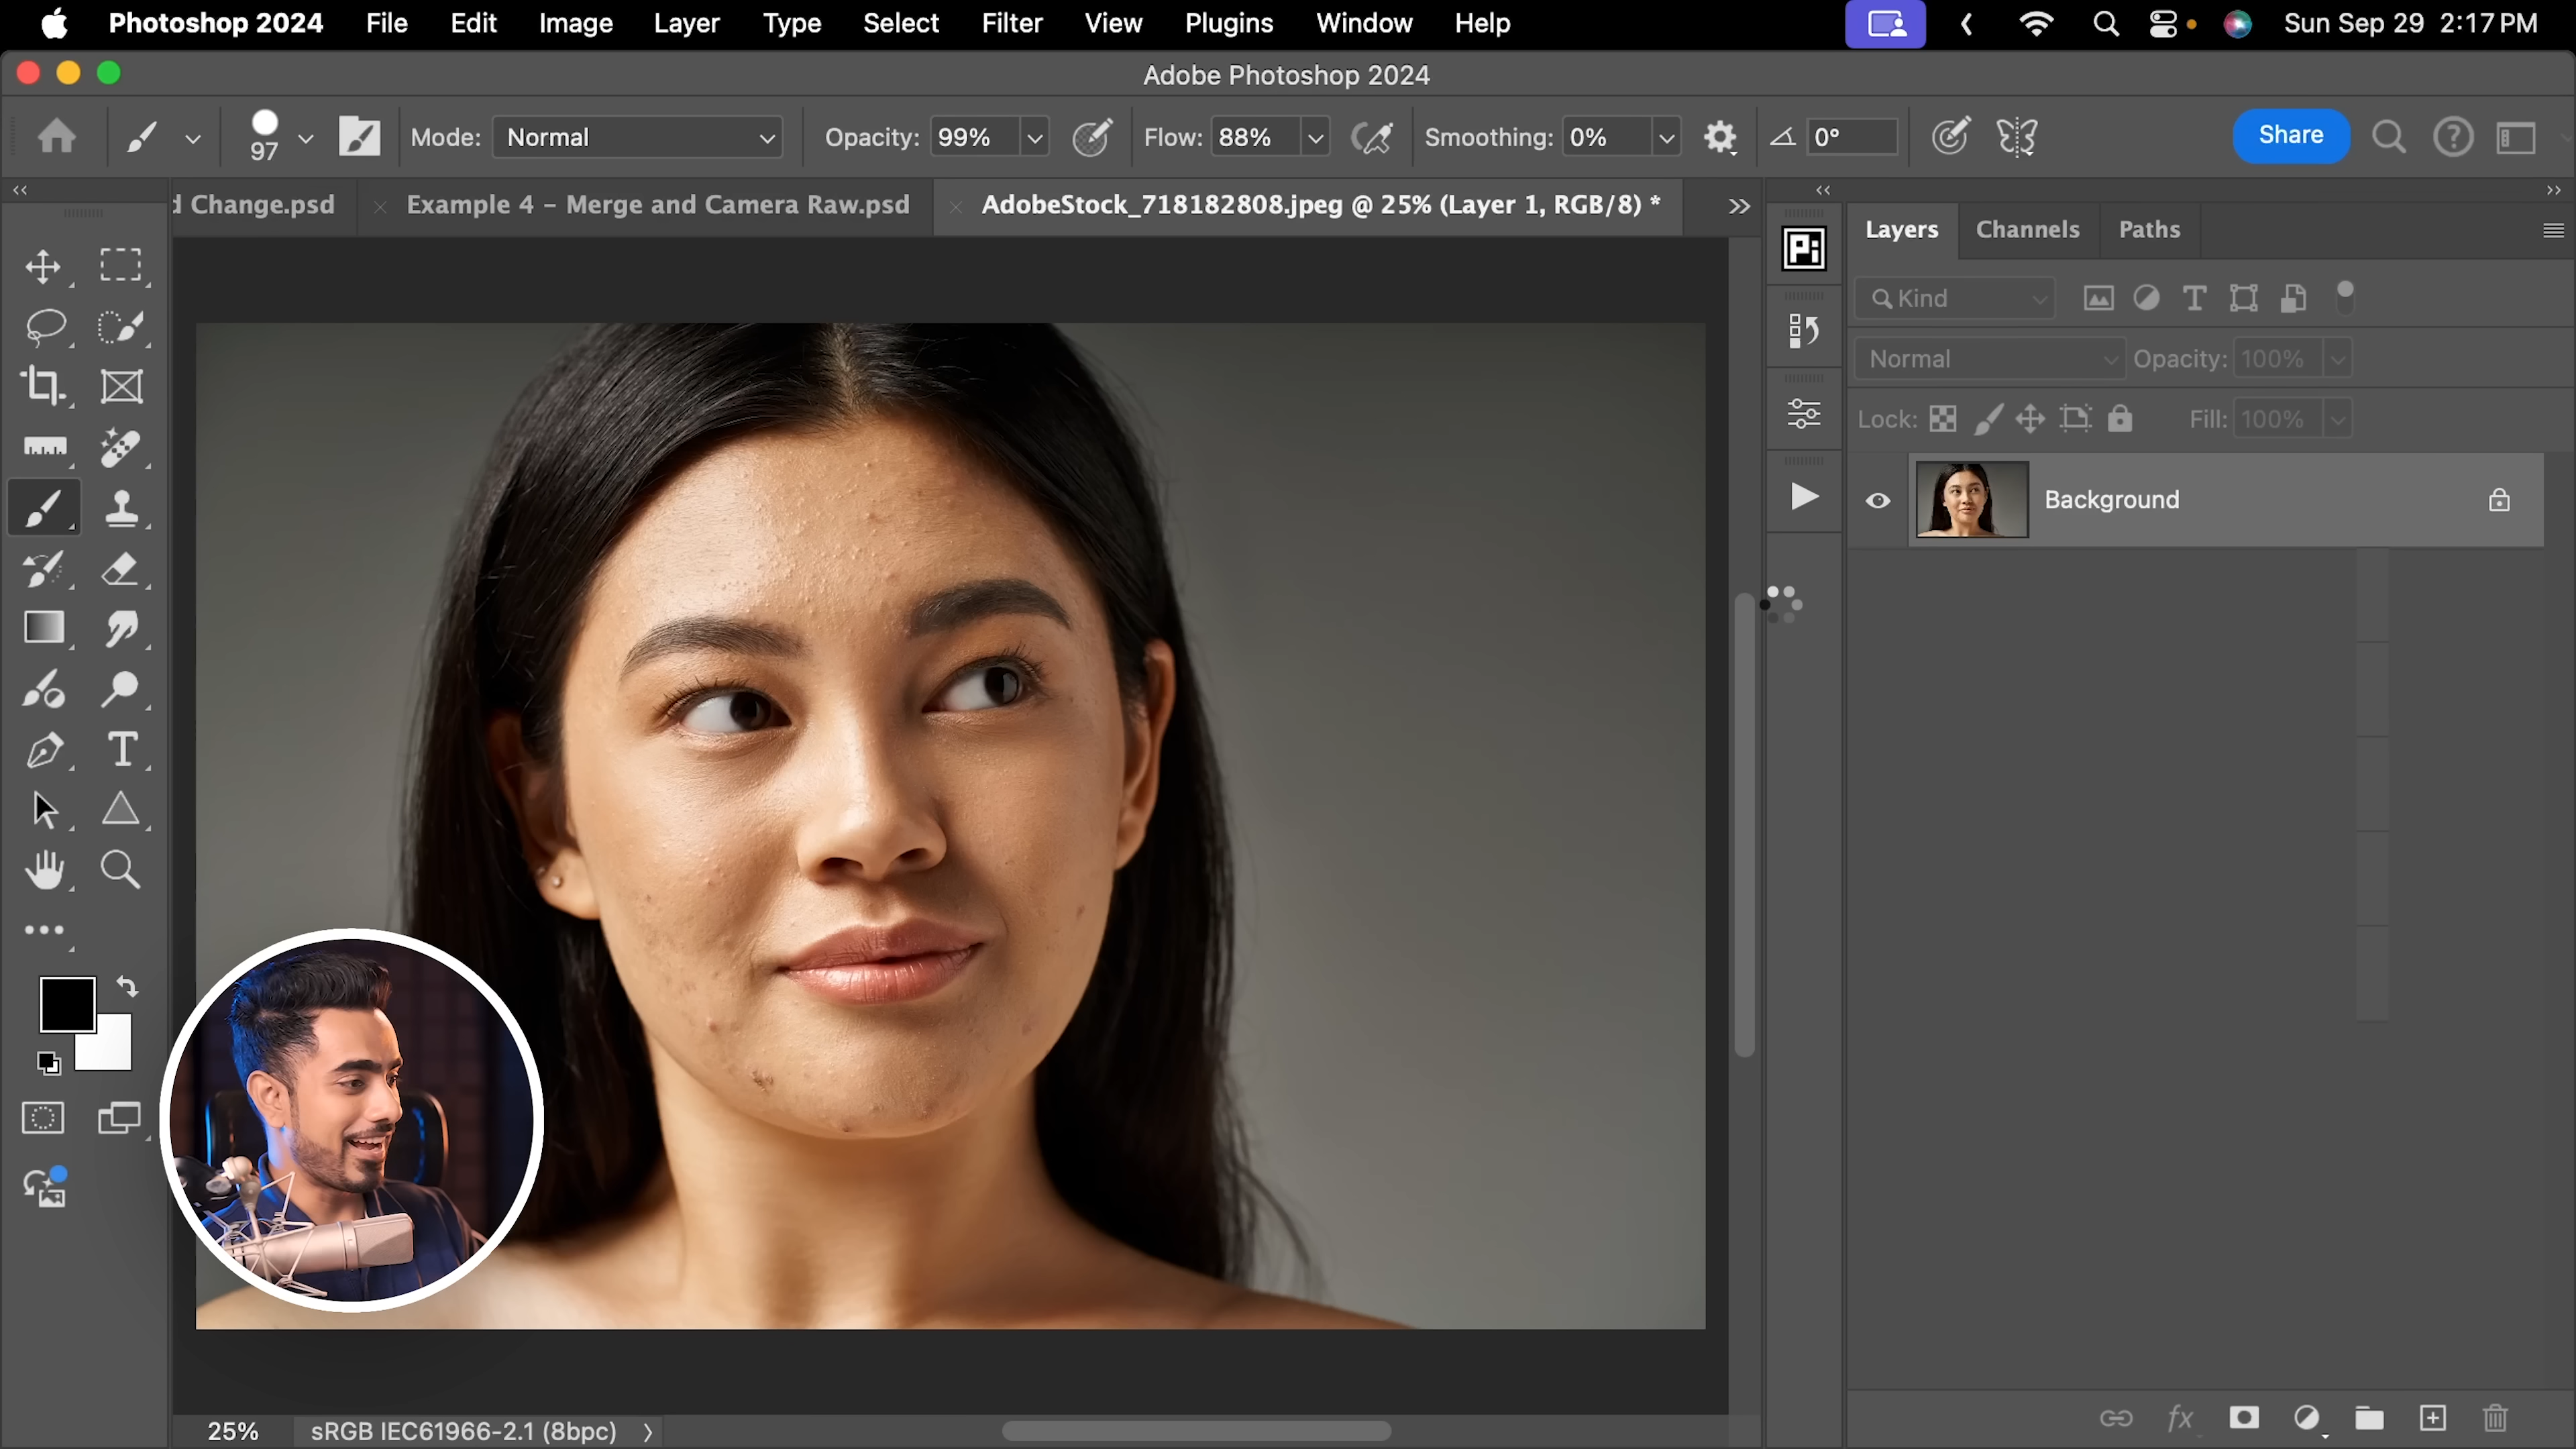 Photoshop 2024 File Edit Image Layer Type Select Filter View Plugins Window Help Sun Sep 29 2:17 PM
Adobe Photoshop 2024
97 Mode: Normal Opacity: 99% Flow: 88% Smoothing: 0% 0° Share
d Change.psd Example 4 – Merge and Camera Raw.psd AdobeStock_718182808.jpeg @ 25% (Layer 1, RGB/8) *
Pi
Layers Channels Paths
Kind
Normal Opacity: 100%
Lock: Fill: 100%
Background
25% sRGB IEC61966-2.1 (8bpc)
fx